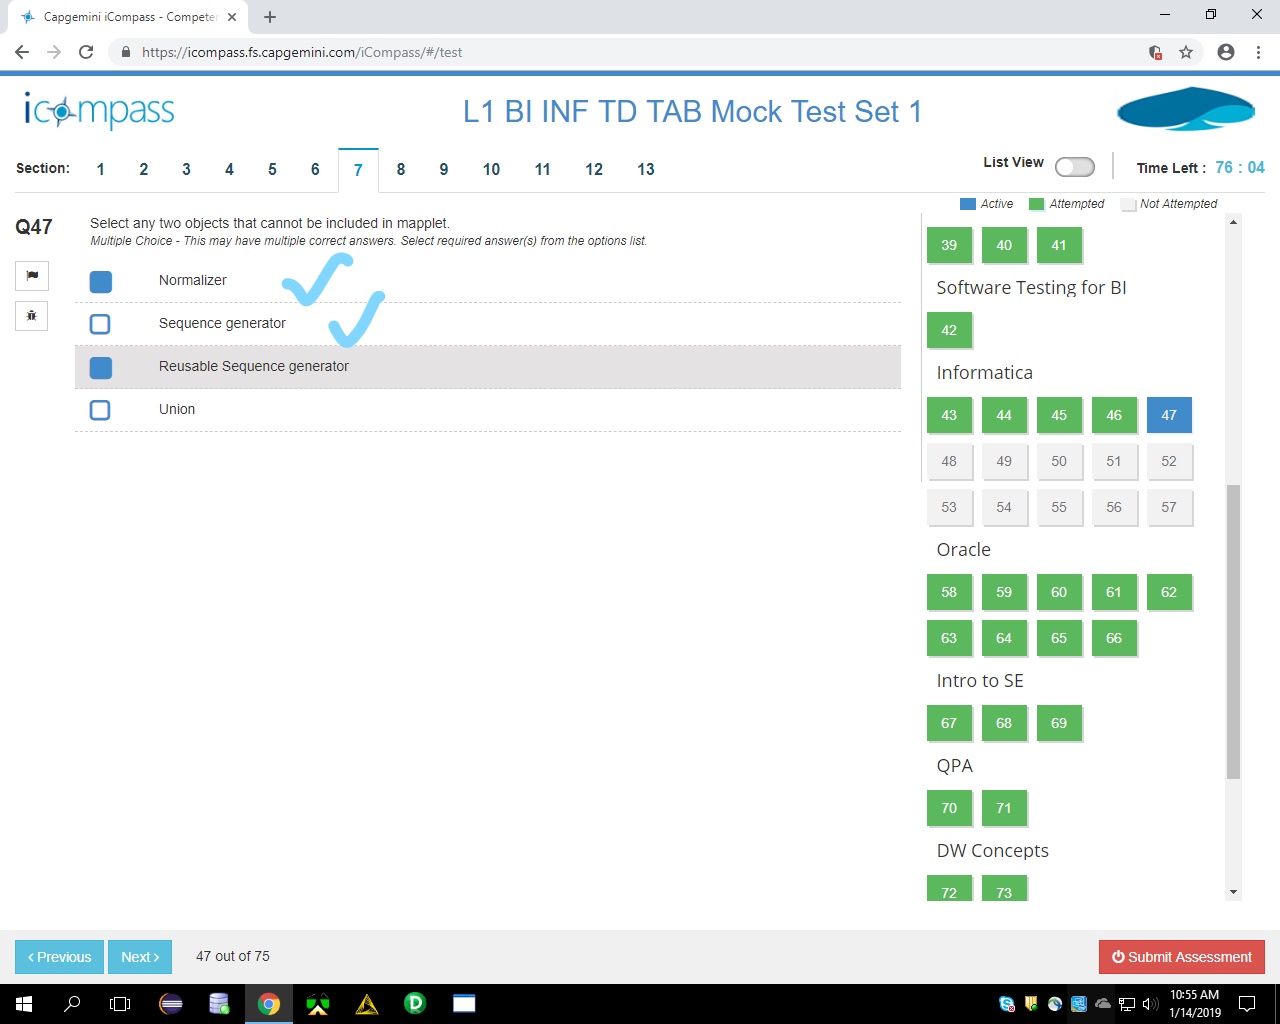 Capgemini iCompass - Competer
https://icompass.fs.capgemini.com/iCompass/#/test
icompass
L1 BI INF TD TAB Mock Test Set 1
Section: 1 2 3 4 5 6 7 8 9 10 11 12 13
List View
Time Left : 76 : 04
Active Attempted Not Attempted
Q47
Select any two objects that cannot be included in mapplet.
Multiple Choice - This may have multiple correct answers. Select required answer(s) from the options list.
Normalizer
Sequence generator
Reusable Sequence generator
Union
39 40 41
Software Testing for BI
42
Informatica
43 44 45 46 47
48 49 50 51 52
53 54 55 56 57
Oracle
58 59 60 61 62
63 64 65 66
Intro to SE
67 68 69
QPA
70 71
DW Concepts
72 73
‹ Previous
Next ›
47 out of 75
Submit Assessment
10:55 AM
1/14/2019